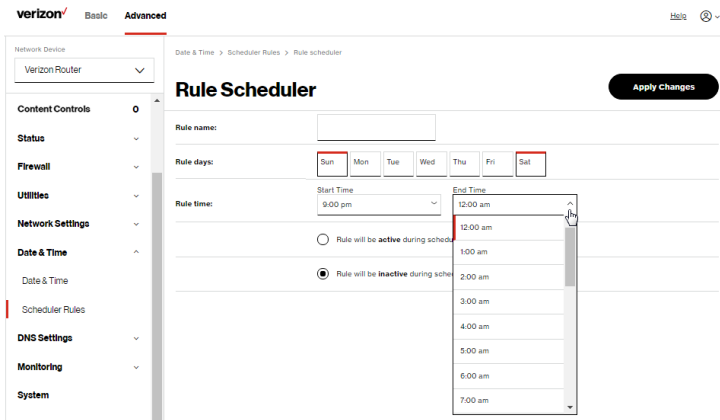 verizon✓ Basic Advanced Help
Network Device
Verizon Router
Content Controls 0
Status
Firewall
Utilities
Network Settings
Date & Time
Date & Time
Scheduler Rules
DNS Settings
Monitoring
System
Date & Time > Scheduler Rules > Rule scheduler
Rule Scheduler
Apply Changes
Rule name:
Rule days: Sun Mon Tue Wed Thu Fri Sat
Start Time End Time
Rule time: 9:00 pm 12:00 am
Rule will be active during schedu
Rule will be inactive during sche
12:00 am
1:00 am
2:00 am
3:00 am
4:00 am
5:00 am
6:00 am
7:00 am